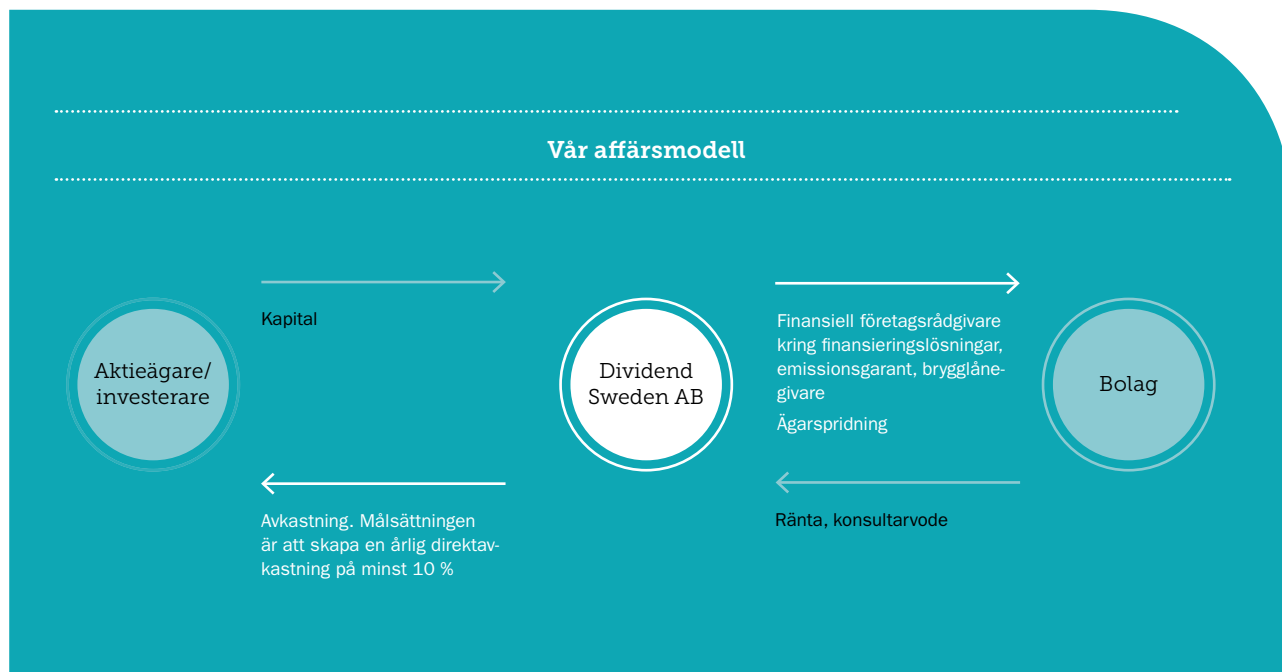 Vår affärsmodell
Aktieägare/
investerare
Kapital
Avkastning. Målsättningen
är att skapa en årlig direktav-
kastning på minst 10 %
Dividend
Sweden AB
Finansiell företagsrådgivare
kring finansieringslösningar,
emissionsgarant, brygglåne-
givare
Ägarspridning
Ränta, konsultarvode
Bolag